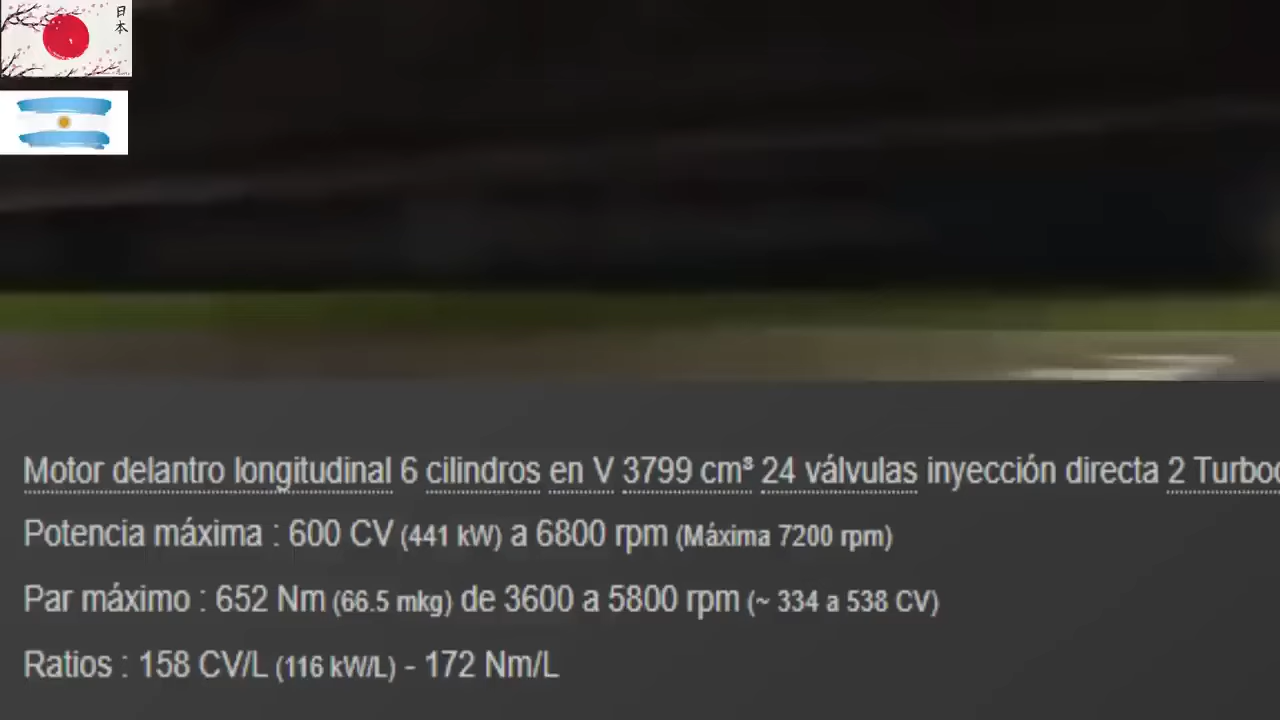 日本
Motor delantro longitudinal 6 cilindros en V 3799 cm³ 24 válvulas inyección directa 2 Turboc
Potencia máxima : 600 CV (441 kW) a 6800 rpm (Máxima 7200 rpm)
Par máximo : 652 Nm (66.5 mkg) de 3600 a 5800 rpm (~ 334 a 538 CV)
Ratios : 158 CV/L (116 kW/L) - 172 Nm/L